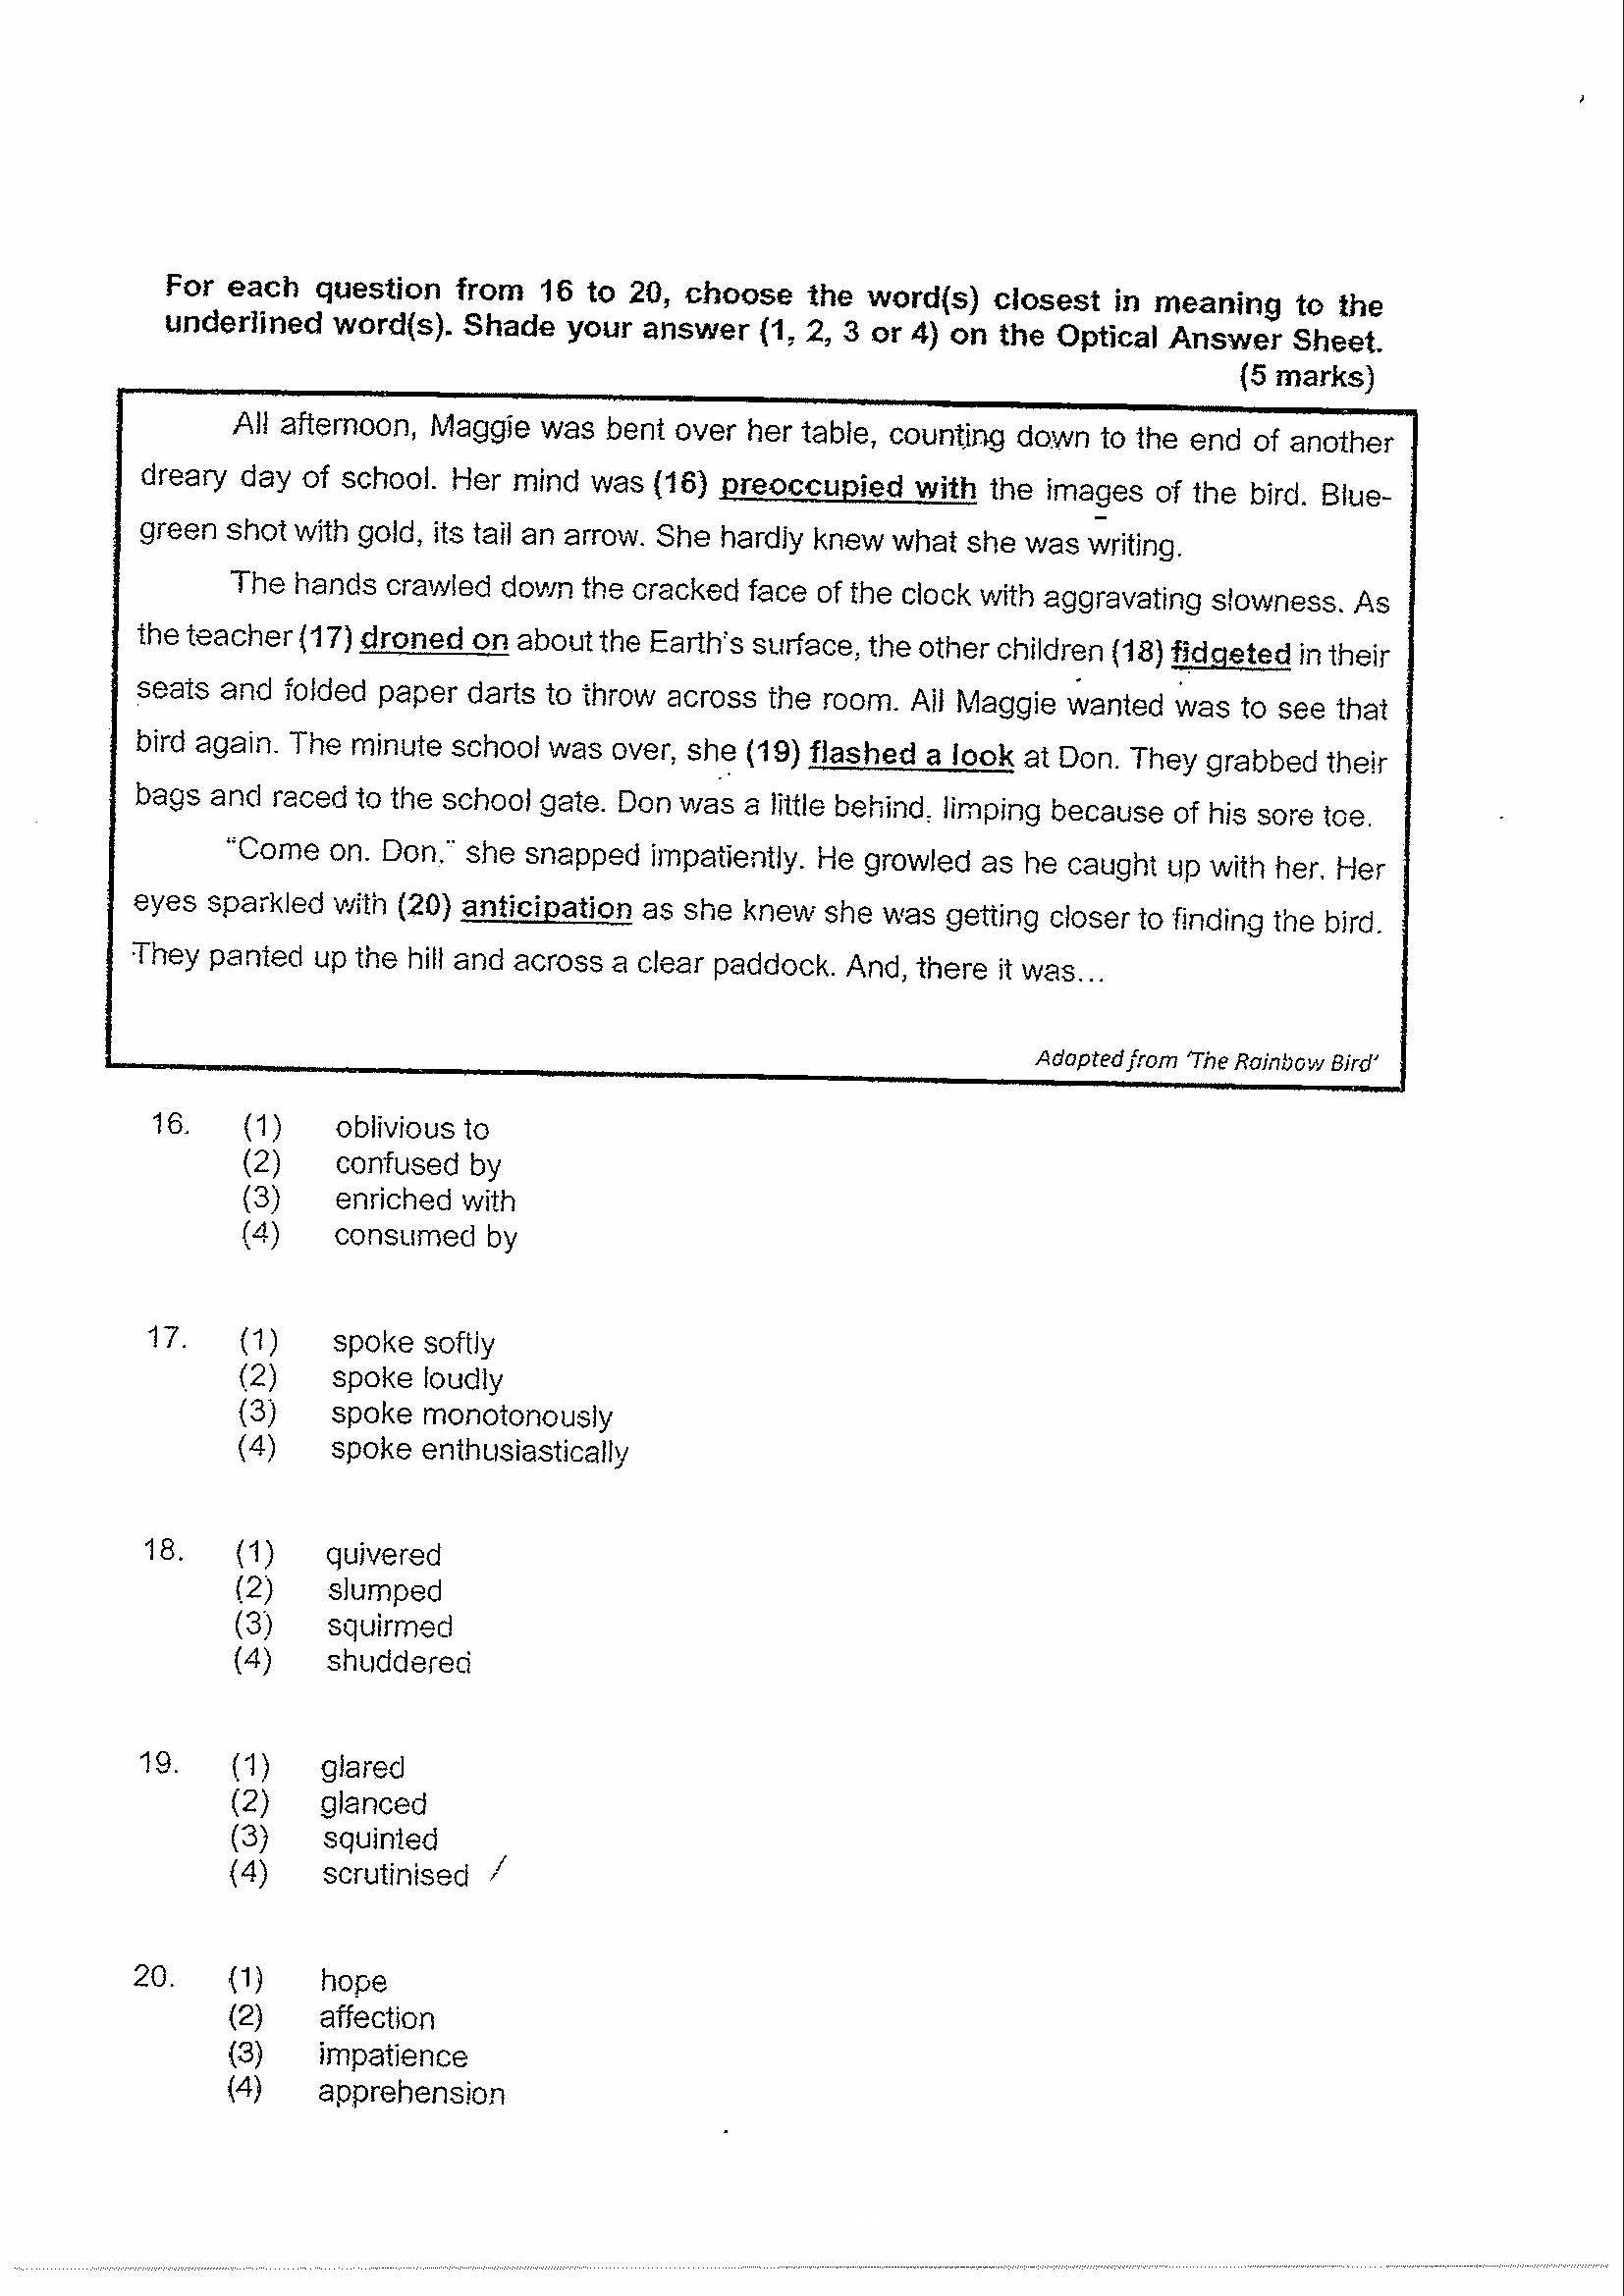 For each question from 16 to 20, choose the word(s) closest in meaning to the
underlined word(s). Shade your answer (1, 2, 3 or 4) on the Optical Answer Sheet.
(5 marks)
All afternoon, Maggie was bent over her table, counting down to the end of another
dreary day of school. Her mind was (16) preoccupied with the images of the bird. Blue-
green shot with gold, its tail an arrow. She hardly knew what she was writing.
The hands crawled down the cracked face of the clock with aggravating slowness. As
the teacher (17) droned on about the Earth's surface, the other children (18) fidgeted in their
seats and folded paper darts to throw across the room. All Maggie wanted was to see that
bird again. The minute school was over, she (19) flashed a look at Don. They grabbed their
bags and raced to the school gate. Don was a little behind, limping because of his sore toe.
"Come on. Don," she snapped impatiently. He growled as he caught up with her. Her
eyes sparkled with (20) anticipation as she knew she was getting closer to finding the bird.
They panted up the hill and across a clear paddock. And, there it was...
Adapted from 'The Rainbow Bird'
16. (1) oblivious to
(2) confused by
(3) enriched with
(4) consumed by
17. (1) spoke softly
(2) spoke loudly
(3) spoke monotonously
(4) spoke enthusiastically
18. (1) quivered
(2) slumped
(3) squirmed
(4) shuddered
19. (1) glared
(2) glanced
(3) squinted
(4) scrutinised /
20. (1) hope
(2) affection
(3) impatience
(4) apprehension